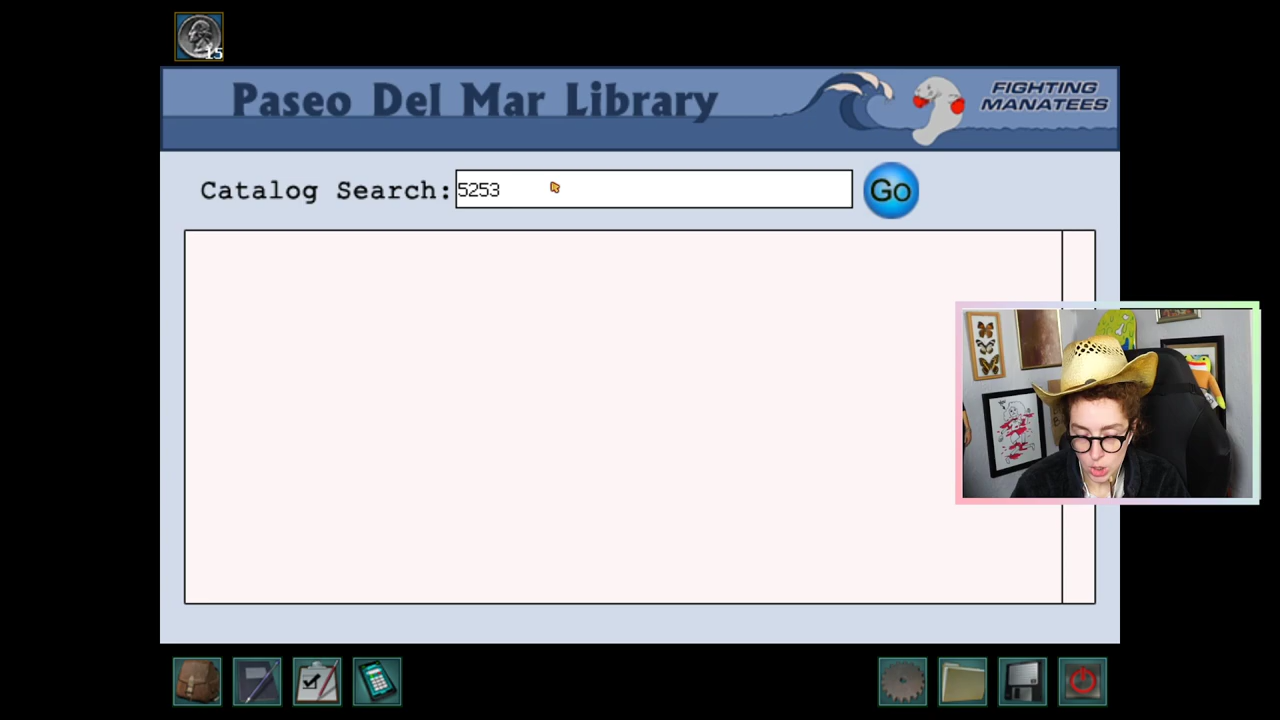 15
Paseo Del Mar Library
FIGHTING
MANATEES
Catalog Search: 5253
Go